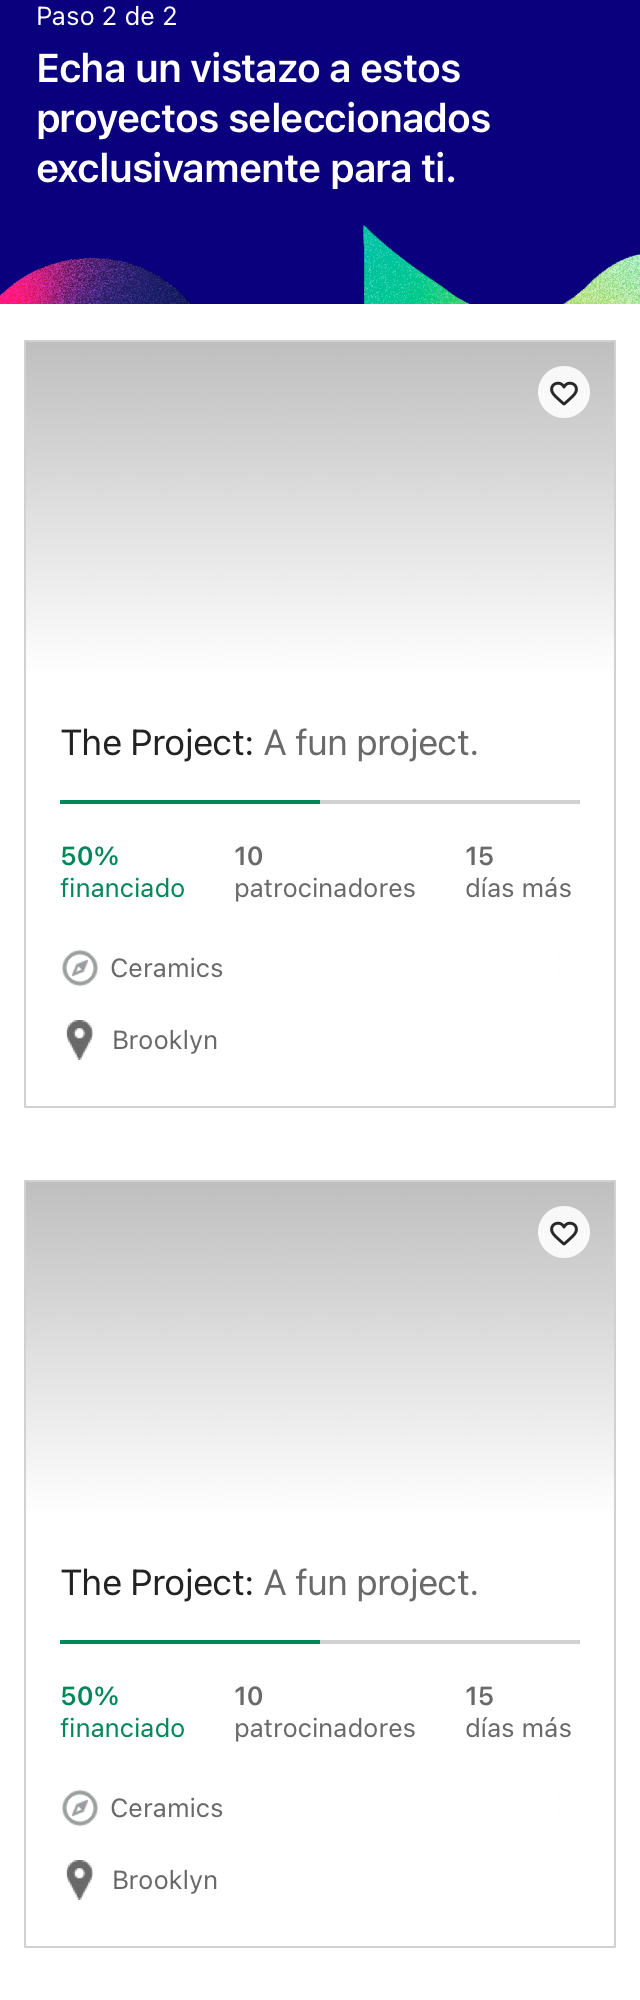 Paso 2 de 2
Echa un vistazo a estos
proyectos seleccionados
exclusivamente para ti.
The Project: A fun project.
50% 10 15
financiado patrocinadores días más
Ceramics
Brooklyn
The Project: A fun project.
50% 10 15
financiado patrocinadores días más
Ceramics
Brooklyn